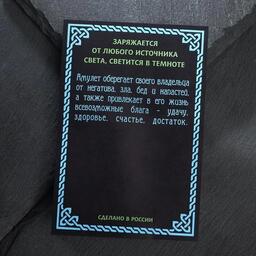 ЗАРЯЖАЕТСЯ
ОТ ЛЮБОГО ИСТОЧНИКА
СВЕТА, СВЕТИТСЯ В ТЕМНОТЕ
Амулет оберегает своего владельца
от негатива, зла, бед и напастей,
а также привлекает в его жизнь
всевозможные блага - удачу,
здоровье, счастье, достаток.
СДЕЛАНО В РОССИИ